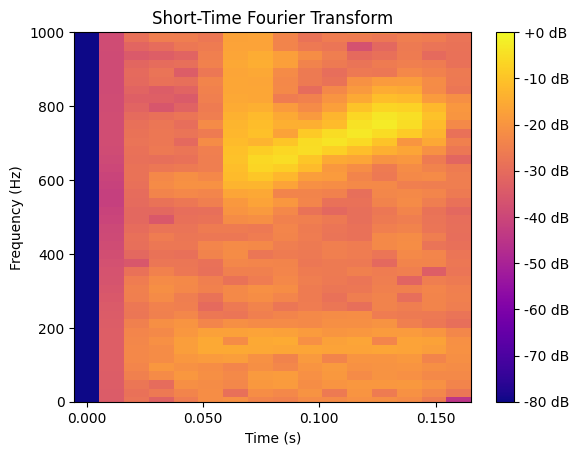 Short-Time Fourier Transform
1000
800
600
400
200
0
Frequency (Hz)
0.000
0.050
0.100
0.150
Time (s)
+0 dB
-10 dB
-20 dB
-30 dB
-40 dB
-50 dB
-60 dB
-70 dB
-80 dB